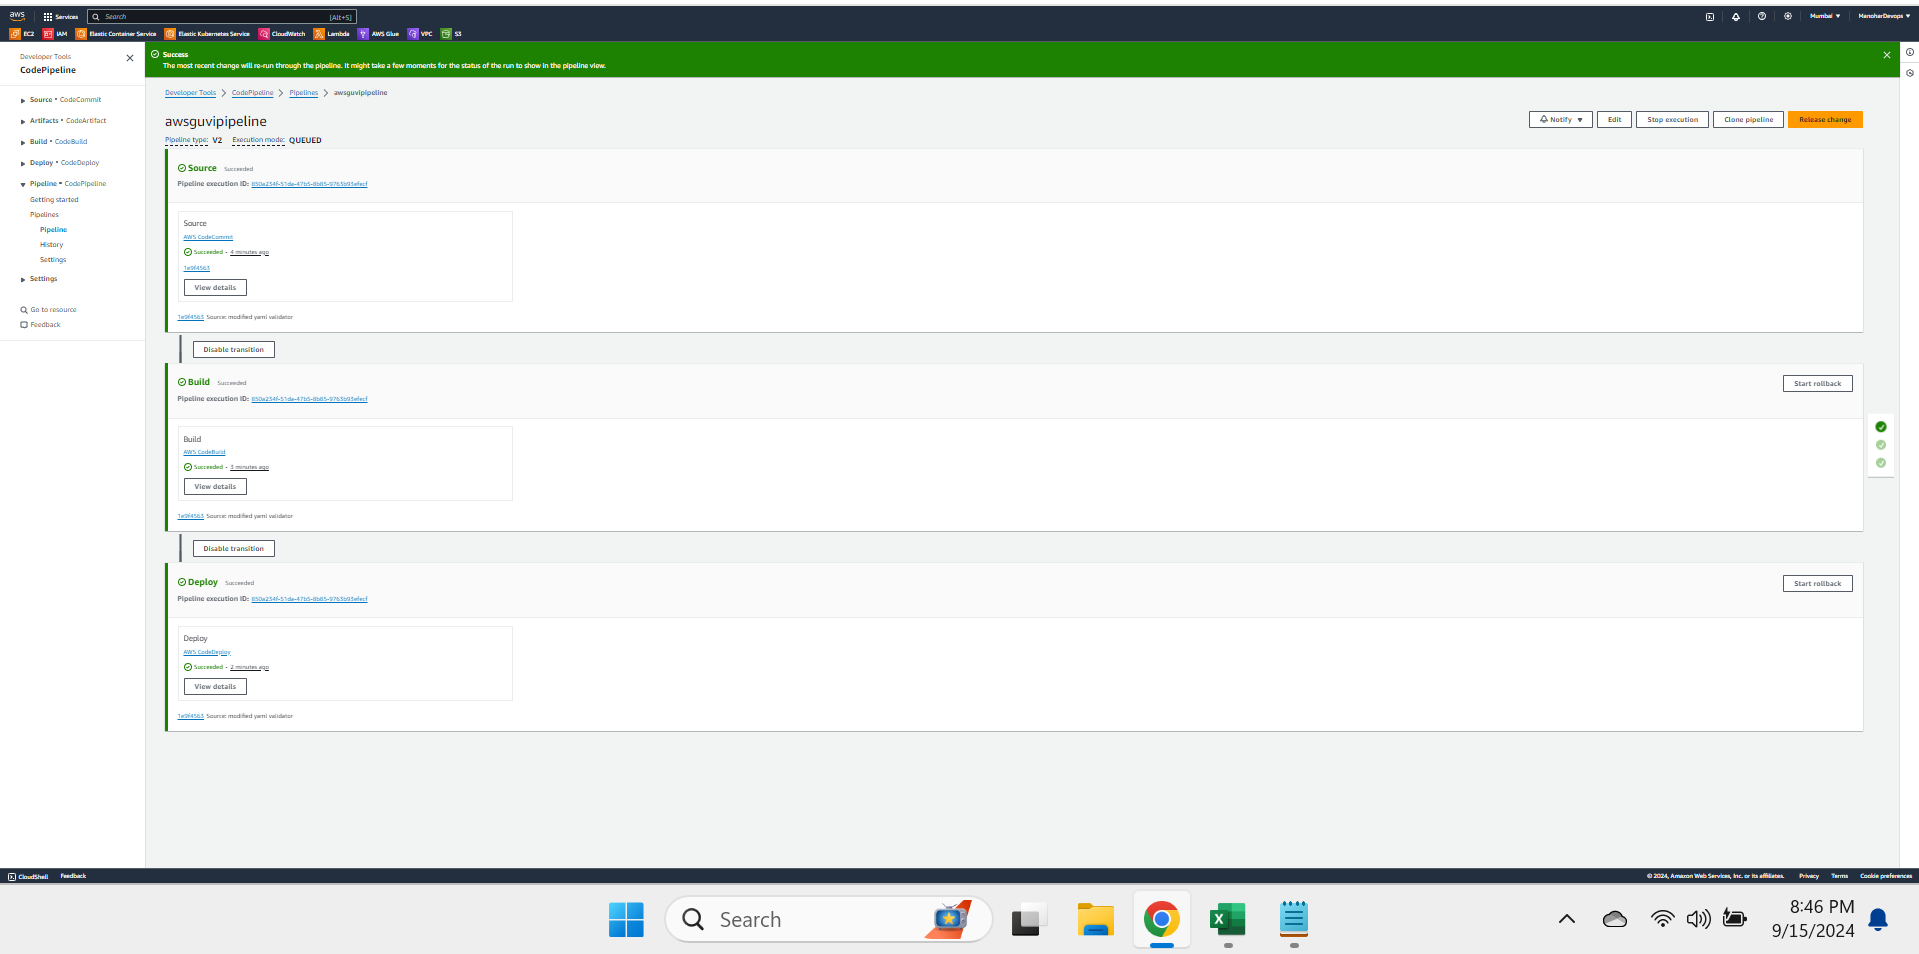 aws Services Search [Alt+S] Mumbai ManoharDevops
EC2 IAM Elastic Container Service Elastic Kubernetes Service CloudWatch Lambda AWS Glue VPC S3
Developer Tools
CodePipeline
Source • CodeCommit
Artifacts • CodeArtifact
Build • CodeBuild
Deploy • CodeDeploy
Pipeline • CodePipeline
Getting started
Pipelines
Pipeline
History
Settings
Settings
Go to resource
Feedback
Success
The most recent change will re-run through the pipeline. It might take a few moments for the status of the run to show in the pipeline view.
Developer Tools > CodePipeline > Pipelines > awsguvipipeline
awsguvipipeline
Notify Edit Stop execution Clone pipeline Release change
Pipeline type: V2 Execution mode: QUEUED
Source Succeeded
Pipeline execution ID: 850a234f-51da-47b5-8b85-9763b93efecf
Source
AWS CodeCommit
Succeeded - 4 minutes ago
1e9f4563
View details
1e9f4563 Source: modified yaml validator
Disable transition
Build Succeeded
Start rollback
Pipeline execution ID: 850a234f-51da-47b5-8b85-9763b93efecf
Build
AWS CodeBuild
Succeeded - 3 minutes ago
View details
1e9f4563 Source: modified yaml validator
Disable transition
Deploy Succeeded
Start rollback
Pipeline execution ID: 850a234f-51da-47b5-8b85-9763b93efecf
Deploy
AWS CodeDeploy
Succeeded - 2 minutes ago
View details
1e9f4563 Source: modified yaml validator
CloudShell Feedback © 2024, Amazon Web Services, Inc. or its affiliates. Privacy Terms Cookie preferences
Search
8:46 PM
9/15/2024